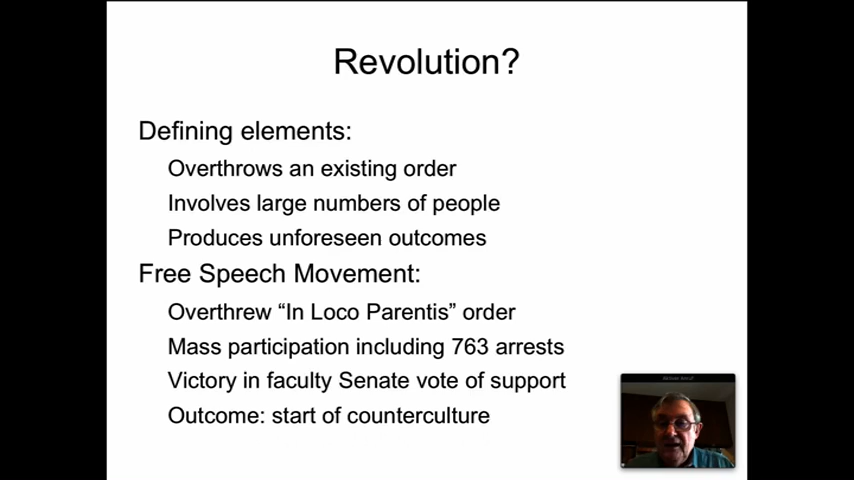 Revolution?
Defining elements:
Overthrows an existing order
Involves large numbers of people
Produces unforeseen outcomes
Free Speech Movement:
Overthrew “In Loco Parentis” order
Mass participation including 763 arrests
Victory in faculty Senate vote of support
Outcome: start of counterculture